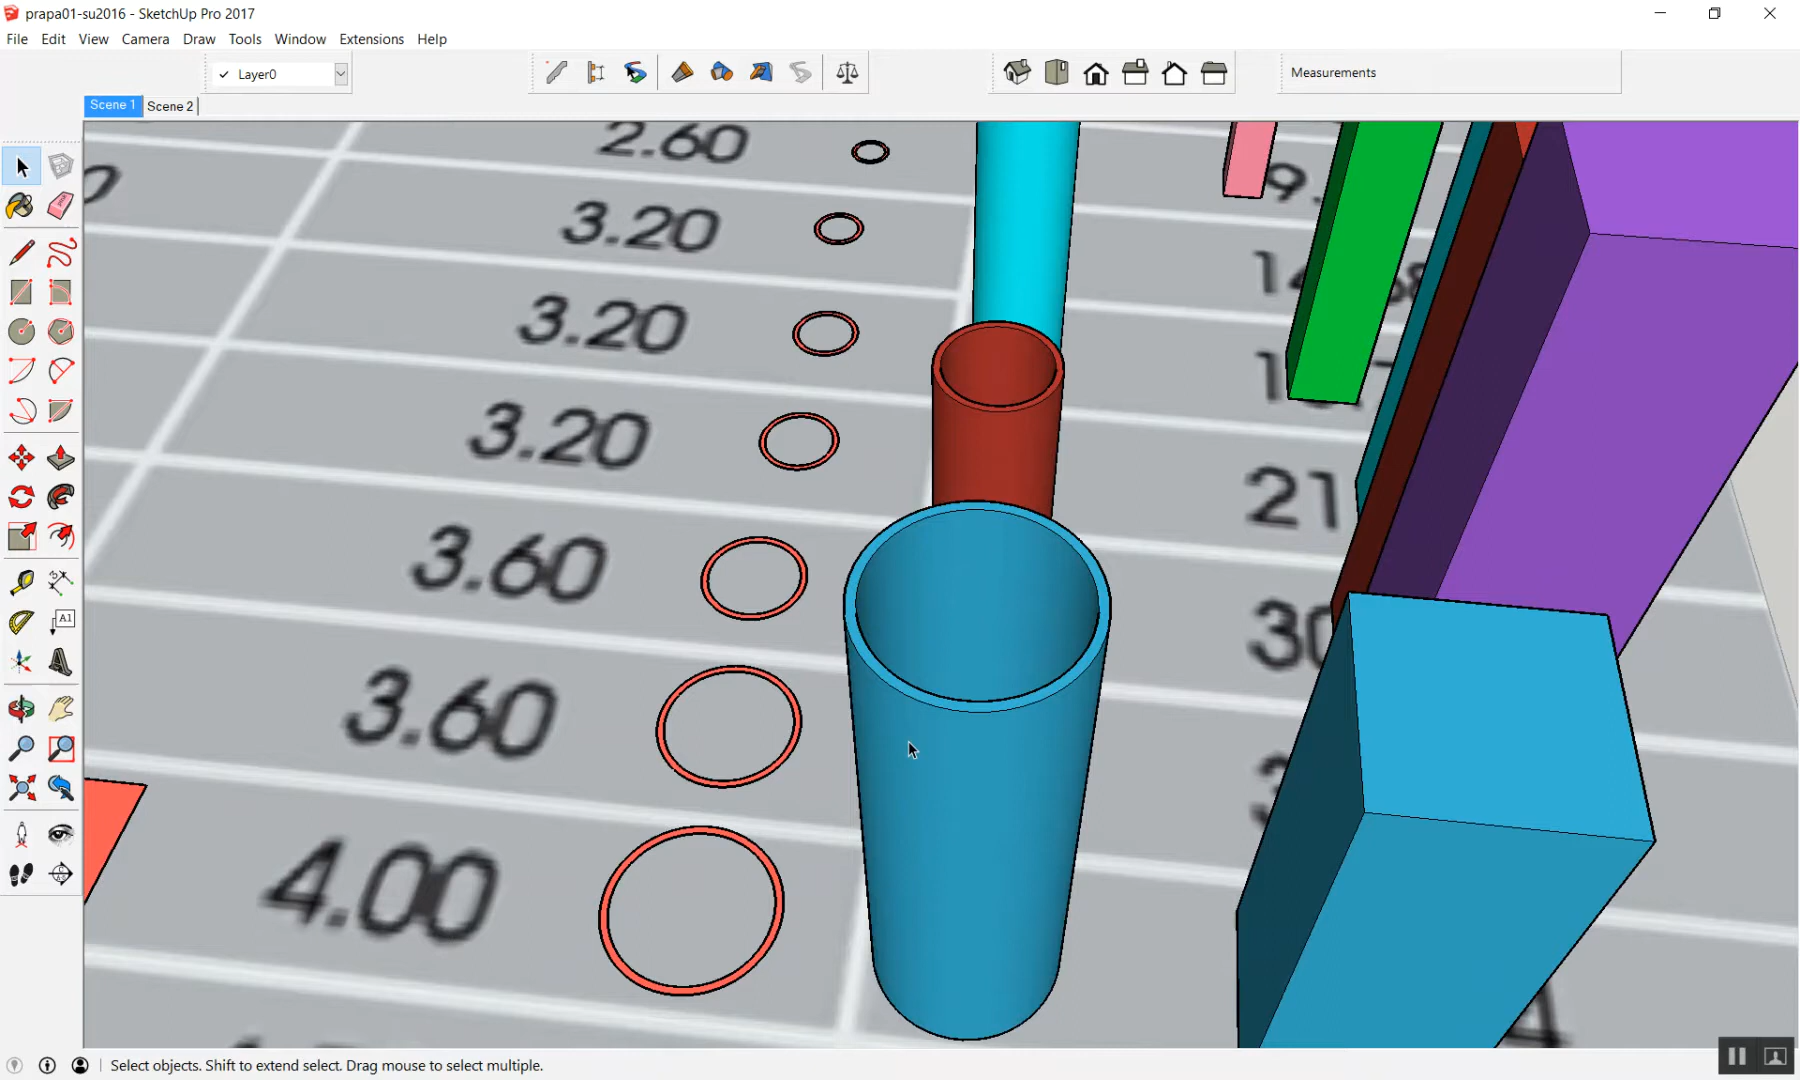 prapa01-su2016 - SketchUp Pro 2017
File Edit View Camera Draw Tools Window Extensions Help
Layer0
Measurements
Scene 1 Scene 2
2.60
3.20
3.20
3.20
21
3.60
30
3.60
4.00
A1
Select objects. Shift to extend select. Drag mouse to select multiple.